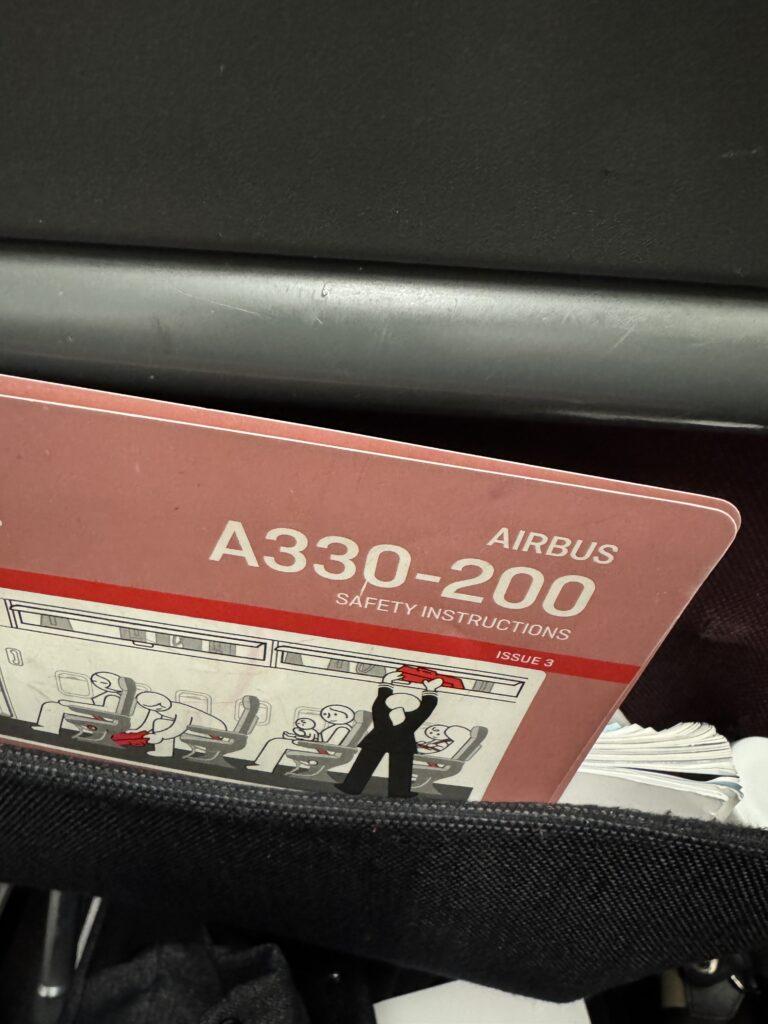 AIRBUS
A330-200
SAFETY INSTRUCTIONS
ISSUE 3